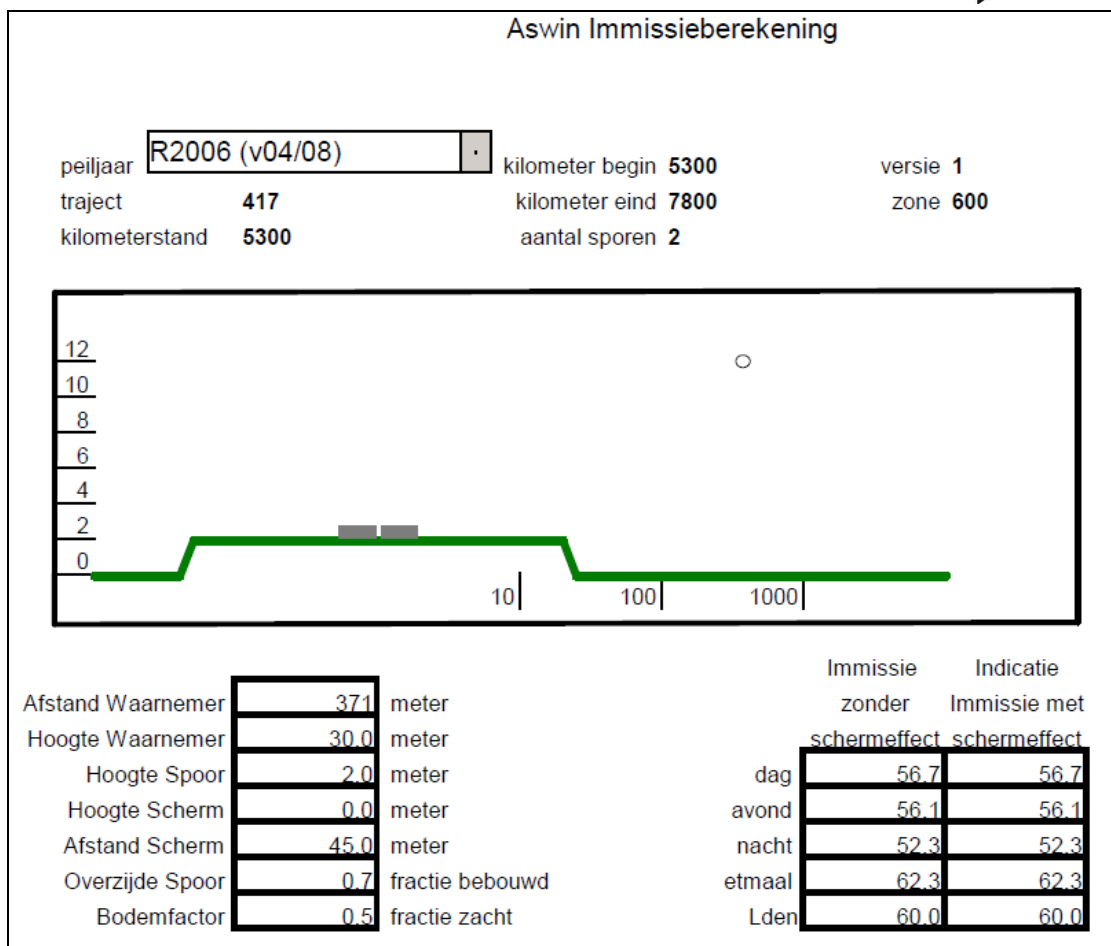 Aswin Immissieberekening
peiljaar R2006 (v04/08) kilometer begin 5300 versie 1
traject 417 kilometer eind 7800 zone 600
kilometerstand 5300 aantal sporen 2
12
10
8
6
4
2
0
10 100 1000
Immissie Indicatie
Afstand Waarnemer 371 meter zonder Immissie met
Hoogte Waarnemer 30.0 meter schermeffect schermeffect
Hoogte Spoor 2.0 meter dag 56.7 56.7
Hoogte Scherm 0.0 meter avond 56.1 56.1
Afstand Scherm 45.0 meter nacht 52.3 52.3
Overzijde Spoor 0.7 fractie bebouwd etmaal 62.3 62.3
Bodemfactor 0.5 fractie zacht Lden 60.0 60.0